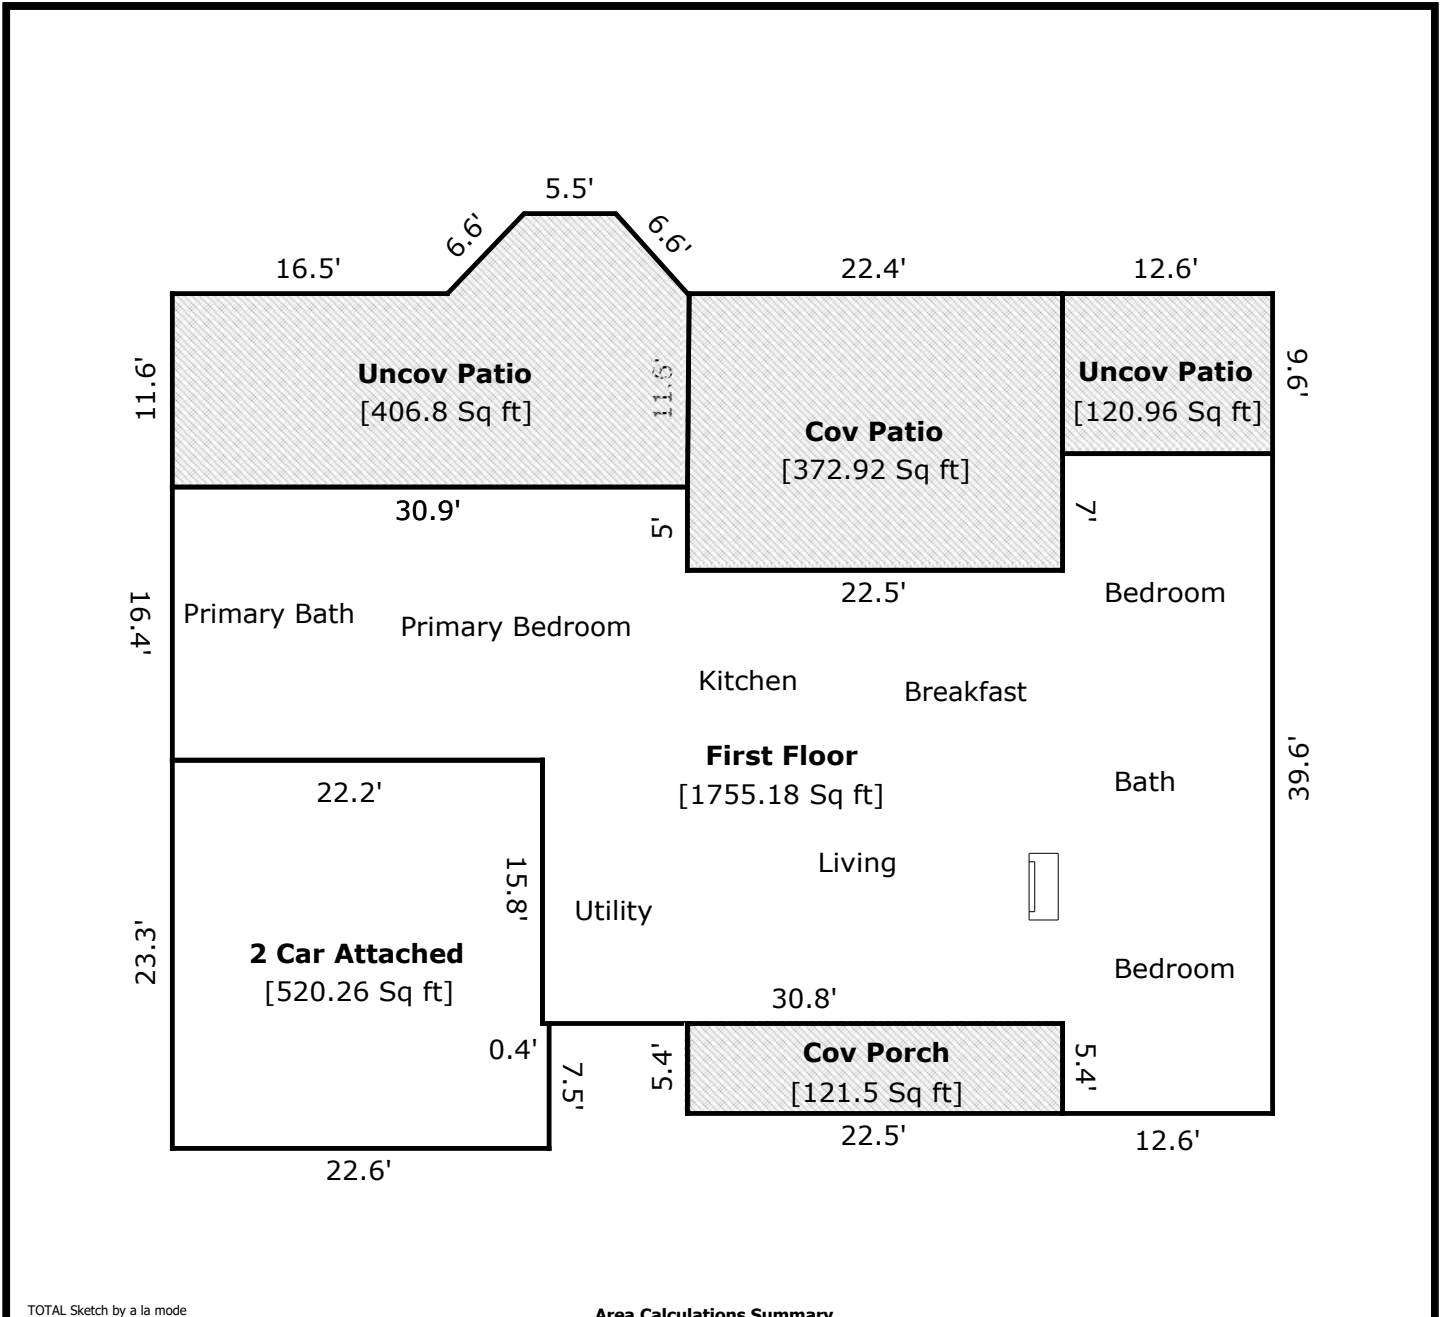 5.5'
6.6'
6.6'
16.5'
22.4'
12.6'
11.6'
Uncov Patio
[406.8 Sq ft]
11.6'
Cov Patio
[372.92 Sq ft]
Uncov Patio
[120.96 Sq ft]
9.6'
30.9'
5'
7'
22.5'
16.4'
Primary Bath
Primary Bedroom
Bedroom
Kitchen
Breakfast
First Floor
[1755.18 Sq ft]
Bath
39.6'
22.2'
15.8'
Living
Utility
23.3'
2 Car Attached
[520.26 Sq ft]
Bedroom
30.8'
0.4'
7.5'
5.4'
Cov Porch
[121.5 Sq ft]
5.4'
22.5'
12.6'
22.6'
TOTAL Sketch by a la mode
Area Calculations Summary